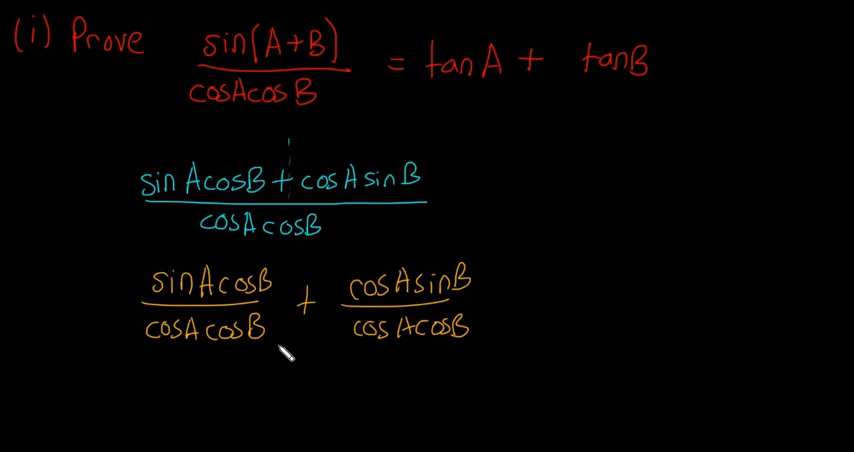 (i) Prove sin(A+B) / cosAcosB = tanA + tanB
sinAcosB + cosAsinB
cosAcosB
sinAcosB / cosAcosB + cosAsinB / cosAcosB